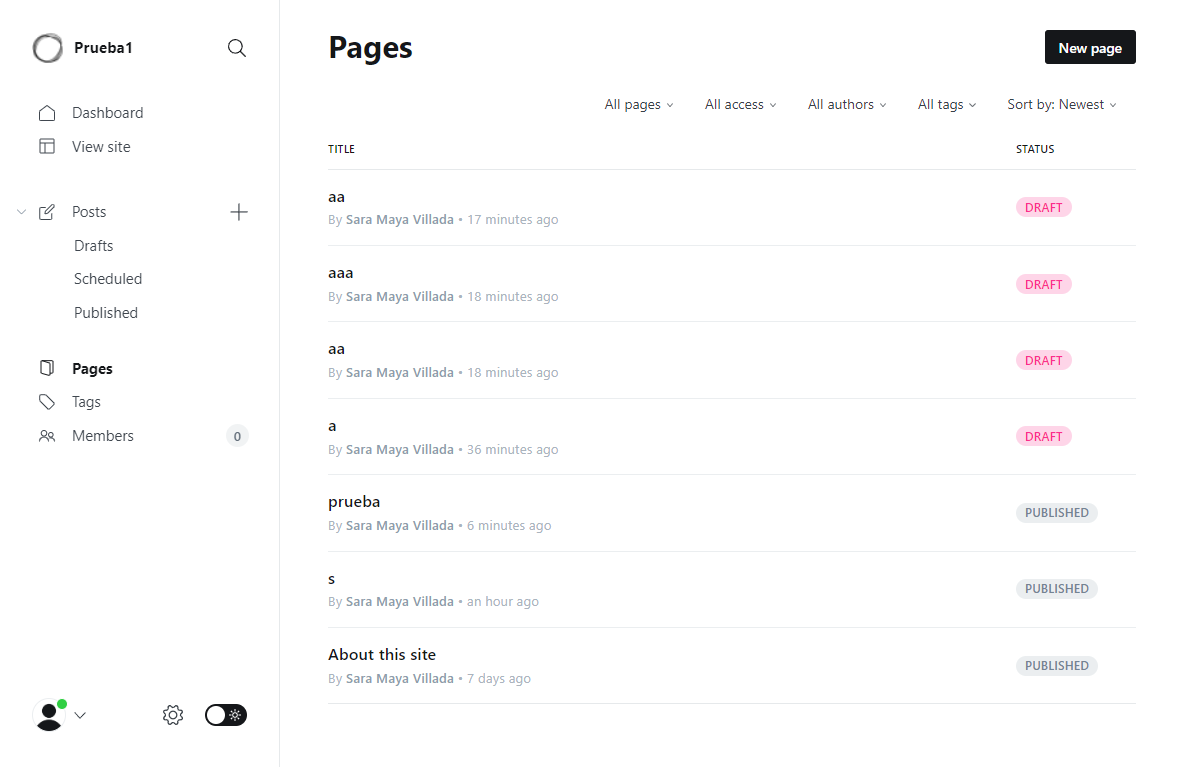 Prueba1
Dashboard
View site
Posts
Drafts
Scheduled
Published
Pages
Tags
Members 0
Pages
New page
All pages All access All authors All tags Sort by: Newest
TITLE STATUS
aa
By Sara Maya Villada • 17 minutes ago
DRAFT
aaa
By Sara Maya Villada • 18 minutes ago
DRAFT
aa
By Sara Maya Villada • 18 minutes ago
DRAFT
a
By Sara Maya Villada • 36 minutes ago
DRAFT
prueba
By Sara Maya Villada • 6 minutes ago
PUBLISHED
s
By Sara Maya Villada • an hour ago
PUBLISHED
About this site
By Sara Maya Villada • 7 days ago
PUBLISHED